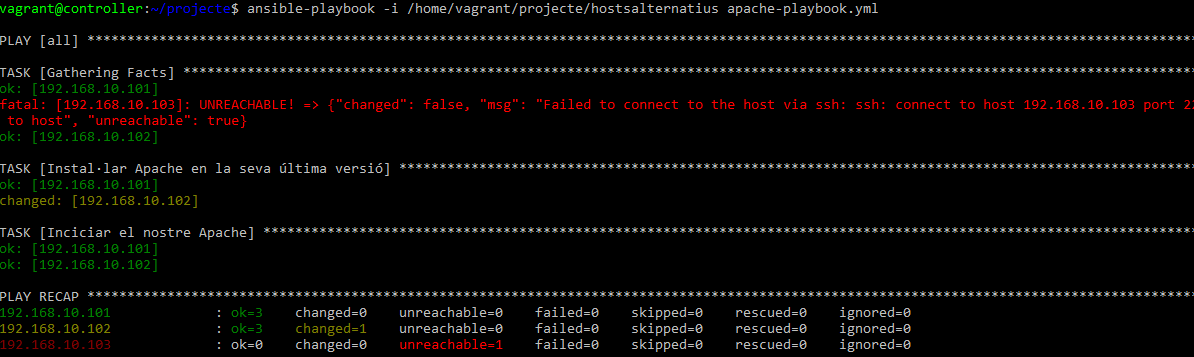 vagrant@controller:~/projecte$ ansible-playbook -i /home/vagrant/projecte/hostsalternatius apache-playbook.yml
PLAY [all] ******************************************************************************************************************************************
TASK [Gathering Facts] ******************************************************************************************************************************
ok: [192.168.10.101]
fatal: [192.168.10.103]: UNREACHABLE! => {"changed": false, "msg": "Failed to connect to the host via ssh: ssh: connect to host 192.168.10.103 port 22
 to host", "unreachable": true}
ok: [192.168.10.102]
TASK [Instal·lar Apache en la seva última versió] ***************************************************************************************************
ok: [192.168.10.101]
changed: [192.168.10.102]
TASK [Iniciciar el nostre Apache] ********************************************************************************************************************
ok: [192.168.10.101]
ok: [192.168.10.102]
PLAY RECAP ******************************************************************************************************************************************
192.168.10.101 : ok=3 changed=0 unreachable=0 failed=0 skipped=0 rescued=0 ignored=0
192.168.10.102 : ok=3 changed=1 unreachable=0 failed=0 skipped=0 rescued=0 ignored=0
192.168.10.103 : ok=0 changed=0 unreachable=1 failed=0 skipped=0 rescued=0 ignored=0